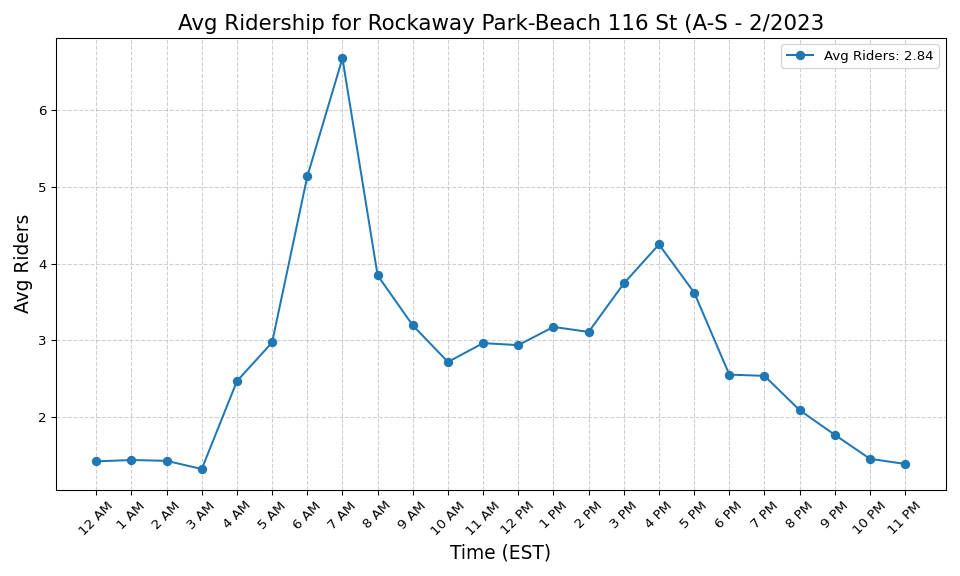 Avg Ridership for Rockaway Park-Beach 116 St (A-S - 2/2023
Avg Riders: 2.84
Avg Riders
6
5
4
3
2
12 AM
1 AM
2 AM
3 AM
4 AM
5 AM
6 AM
7 AM
8 AM
9 AM
10 AM
11 AM
12 PM
1 PM
2 PM
3 PM
4 PM
5 PM
6 PM
7 PM
8 PM
9 PM
10 PM
11 PM
Time (EST)